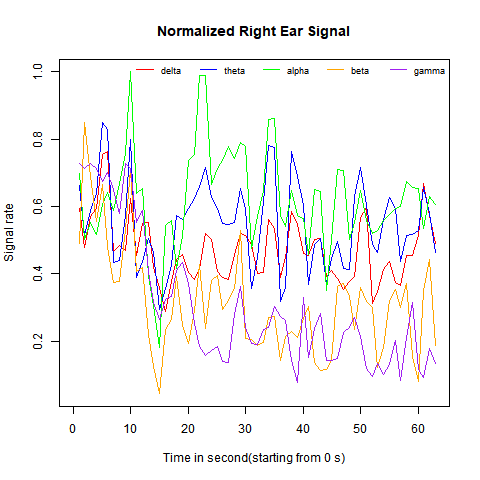 Normalized Right Ear Signal
delta theta alpha beta gamma
Signal rate
1.0
0.8
0.6
0.4
0.2
0 10 20 30 40 50 60
Time in second(starting from 0 s)